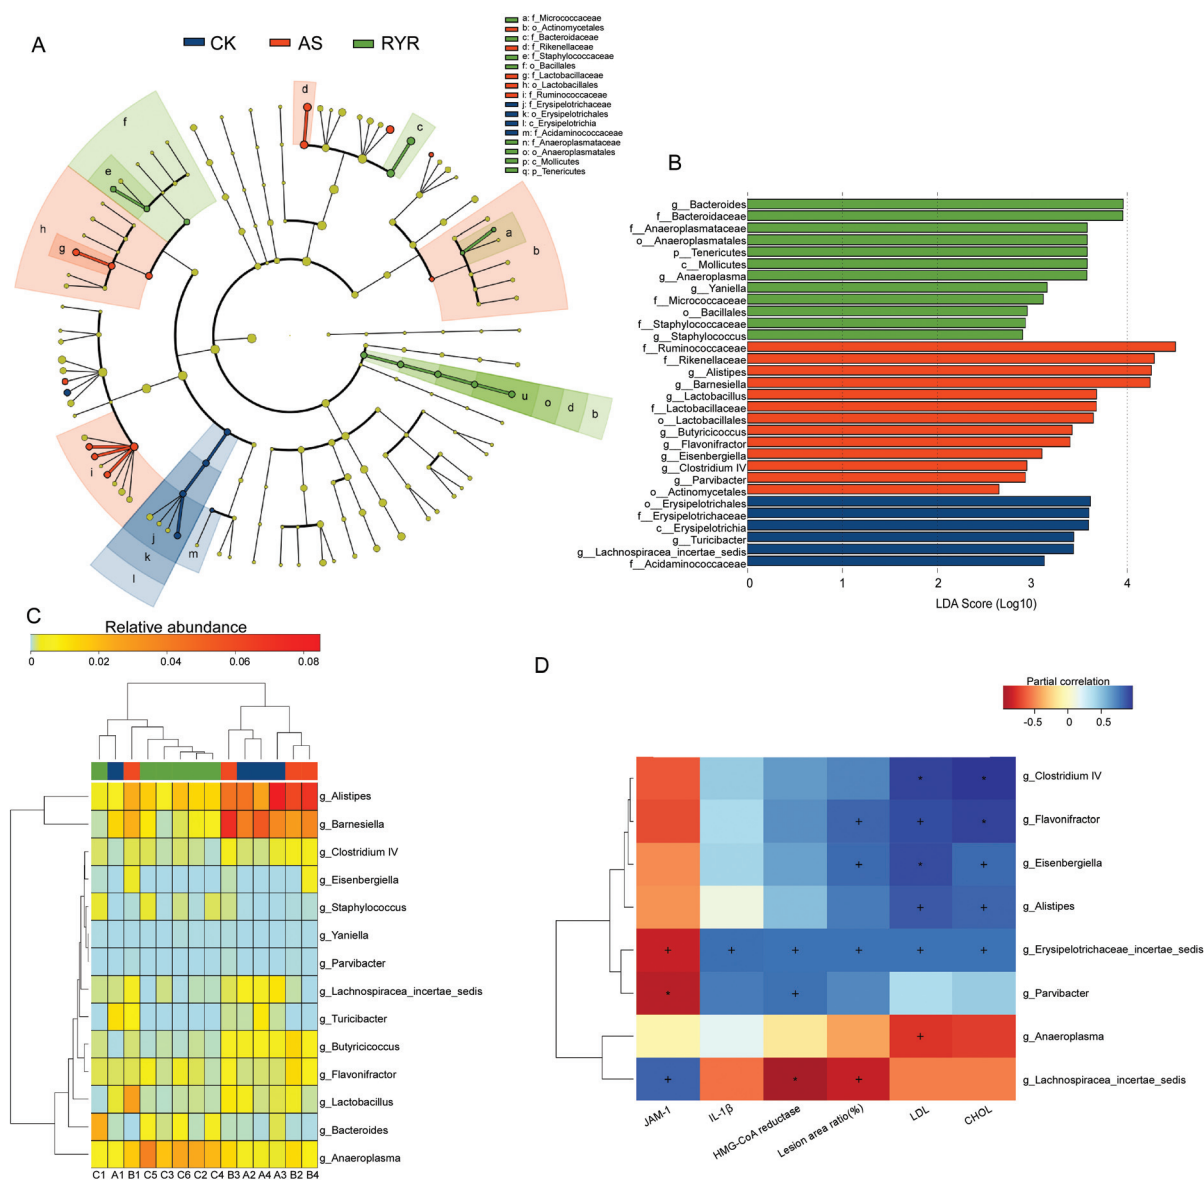 A
CK AS RYR
a: f_Micrococcaceae
b: o_Actinomycetales
c: f_Bacteroidaceae
d: f_Rikenellaceae
e: f_Staphylococcaceae
f: o_Bacillales
g: f_Lactobacillaceae
h: o_Lactobacillales
i: f_Ruminococcaceae
j: f_Erysipelotrichaceae
k: o_Erysipelotrichales
l: c_Erysipelotrichia
m: f_Acidaminococcaceae
n: f_Anaeroplasmataceae
o: o_Anaeroplasmatales
p: c_Mollicutes
q: p_Tenericutes
d
c
f
e
a
b
h
g
u o d b
i
j
k
l
m
B
g__Bacteroides
f__Bacteroidaceae
f__Anaeroplasmataceae
o__Anaeroplasmatales
p__Tenericutes
c__Mollicutes
g__Anaeroplasma
g__Yaniella
f__Micrococcaceae
o__Bacillales
f__Staphylococcaceae
g__Staphylococcus
f__Ruminococcaceae
f__Rikenellaceae
g__Alistipes
g__Barnesiella
g__Lactobacillus
f__Lactobacillaceae
o__Lactobacillales
g__Butyricicoccus
g__Flavonifractor
g__Eisenbergiella
g__Clostridium IV
g__Parvibacter
o__Actinomycetales
o__Erysipelotrichales
f__Erysipelotrichaceae
c__Erysipelotrichia
g__Turicibacter
g__Lachnospiracea_incertae_sedis
f__Acidaminococcaceae
0 1 2 3 4
LDA Score (Log10)
C
Relative abundance
0 0.02 0.04 0.06 0.08
g_Alistipes
g_Barnesiella
g_Clostridium IV
g_Eisenbergiella
g_Staphylococcus
g_Yaniella
g_Parvibacter
g_Lachnospiracea_incertae_sedis
g_Turicibacter
g_Butyricicoccus
g_Flavonifractor
g_Lactobacillus
g_Bacteroides
g_Anaeroplasma
C1 A1 B1 C5 C3 C6 C2 C4 B3 A2 A4 A3 B2 B4
D
Partial correlation
-0.5 0 0.5
* * g_Clostridium IV
+ + * g_Flavonifractor
+ * + g_Eisenbergiella
+ + g_Alistipes
+ + + + + + g_Erysipelotrichaceae_incertae_sedis
* + g_Parvibacter
+ g_Anaeroplasma
+ * + g_Lachnospiracea_incertae_sedis
JAM-1 IL-1β HMG-CoA reductase Lesion area ratio(%) LDL CHOL